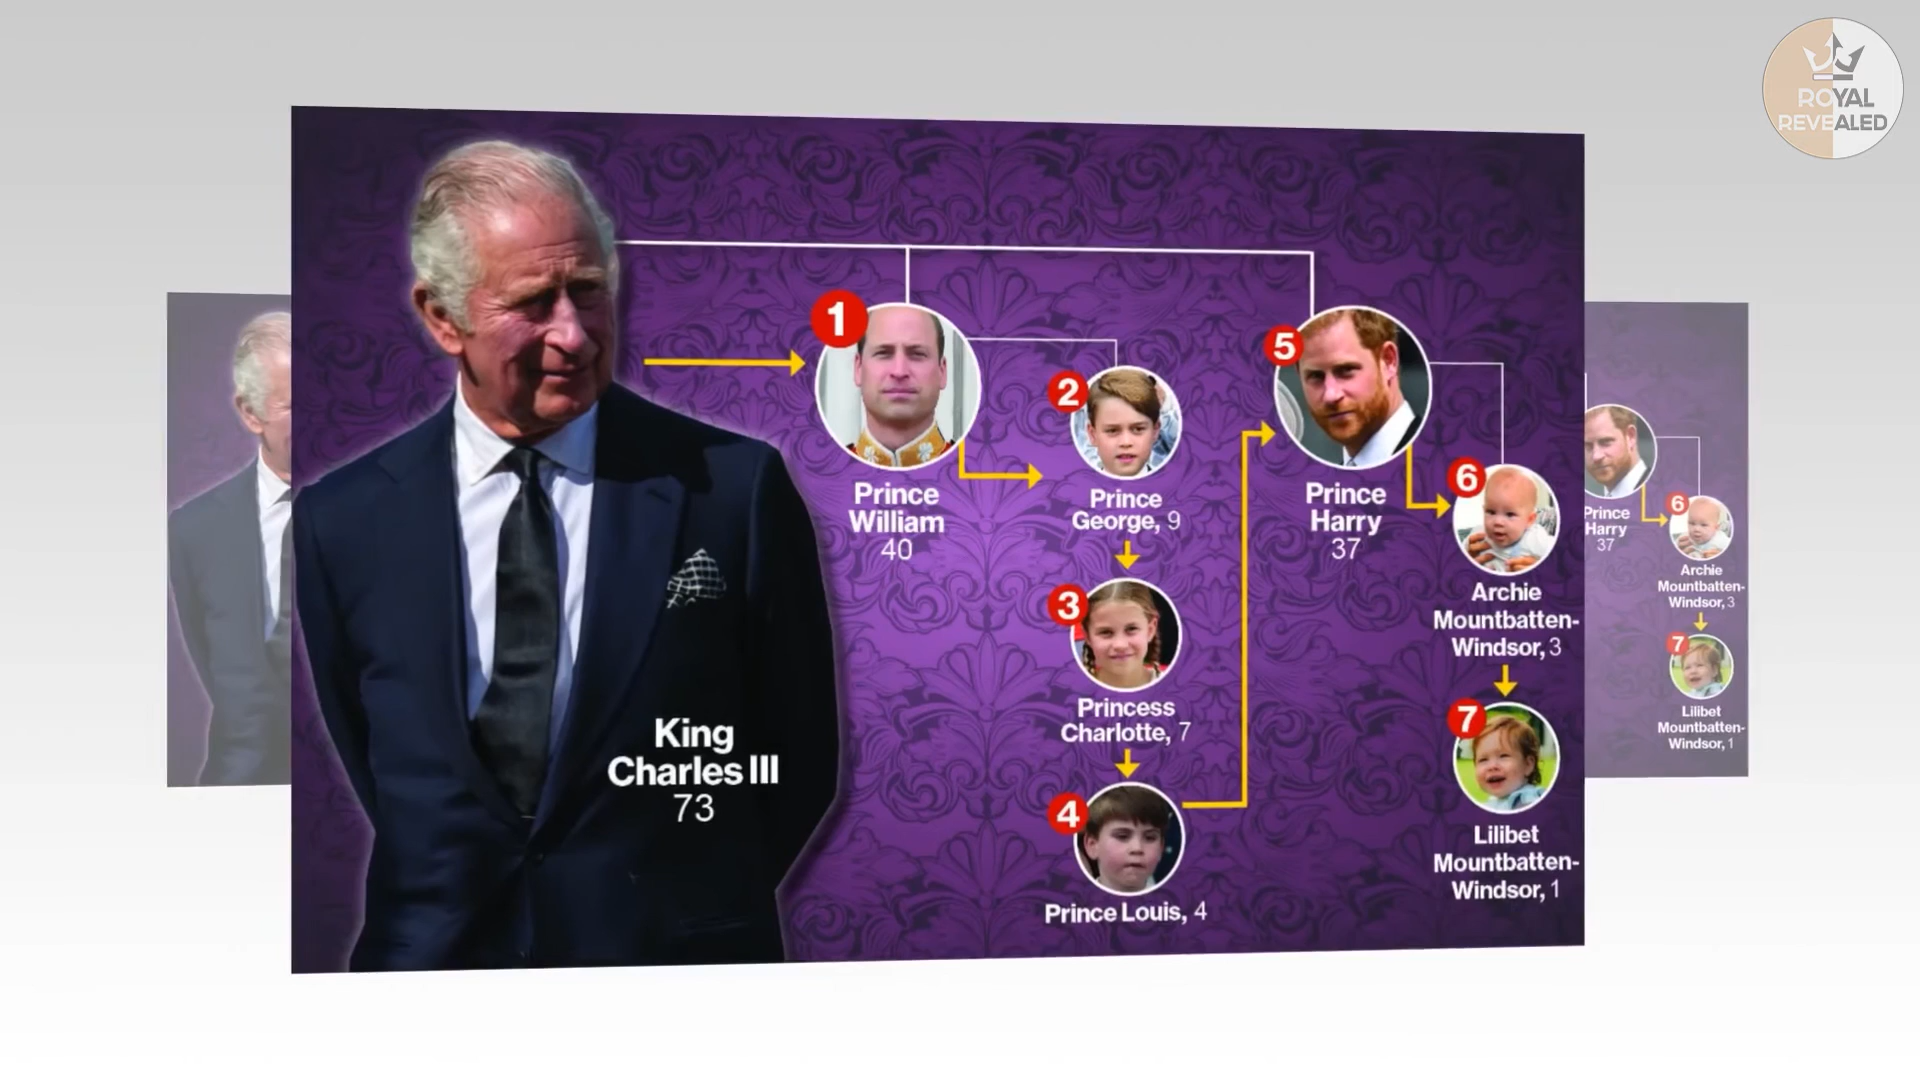 ROYAL
REVEALED
1
Prince
William
40
2
Prince
George, 9
3
Princess
Charlotte, 7
4
Prince Louis, 4
5
Prince
Harry
37
6
Archie
Mountbatten-
Windsor, 3
7
Lilibet
Mountbatten-
Windsor, 1
King
Charles III
73
Prince
Harry
37
6
Archie
Mountbatten-
Windsor, 3
7
Lilibet
Mountbatten-
Windsor, 1